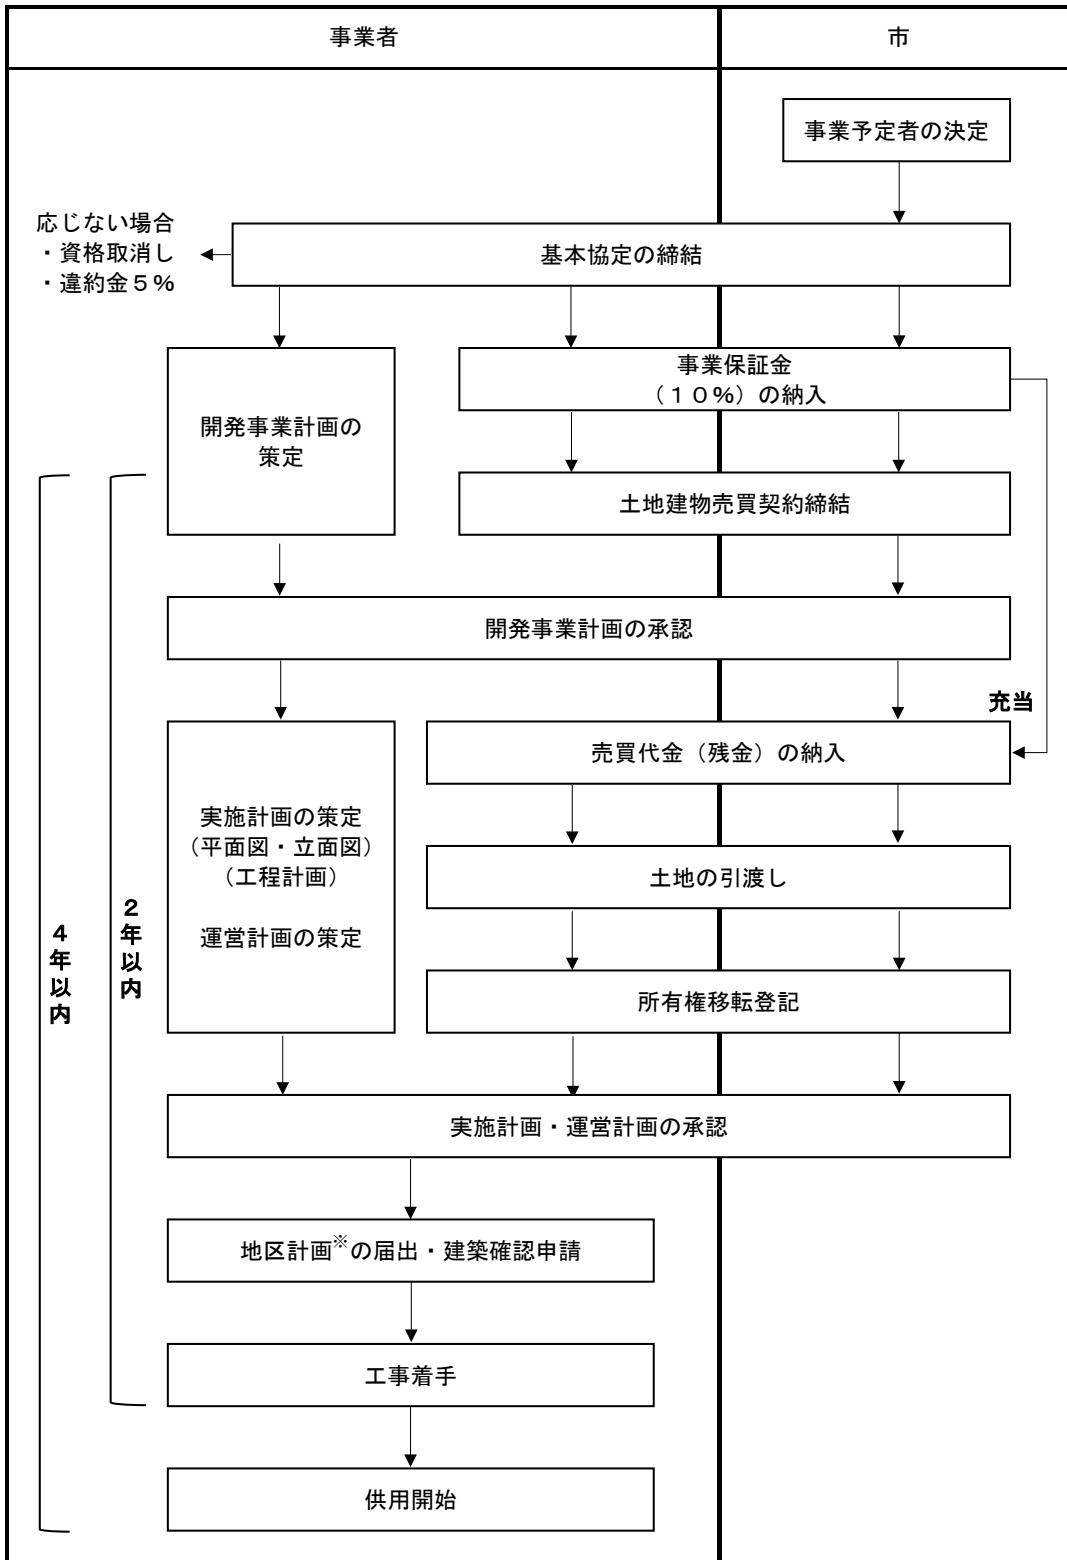 事業者
市
事業予定者の決定
応じない場合
・資格取消し
・違約金５％
基本協定の締結
開発事業計画の
策定
事業保証金
（１０％）の納入
土地建物売買契約締結
開発事業計画の承認
充当
売買代金（残金）の納入
実施計画の策定
（平面図・立面図）
（工程計画）
運営計画の策定
土地の引渡し
所有権移転登記
２年以内
４年以内
実施計画・運営計画の承認
地区計画※の届出・建築確認申請
工事着手
供用開始